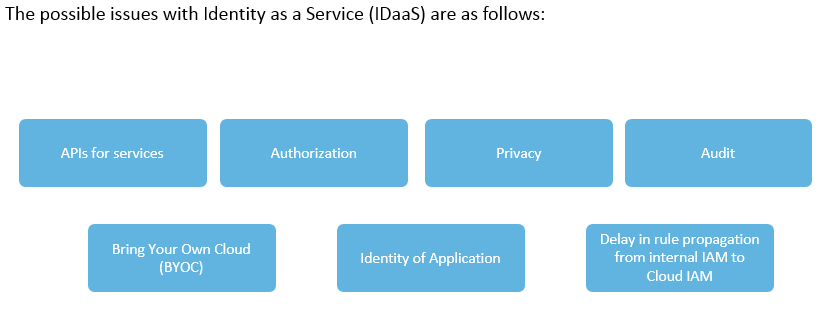 The possible issues with Identity as a Service (IDaaS) are as follows:
APIs for services
Authorization
Privacy
Audit
Bring Your Own Cloud
(BYOC)
Identity of Application
Delay in rule propagation
from internal IAM to
Cloud IAM